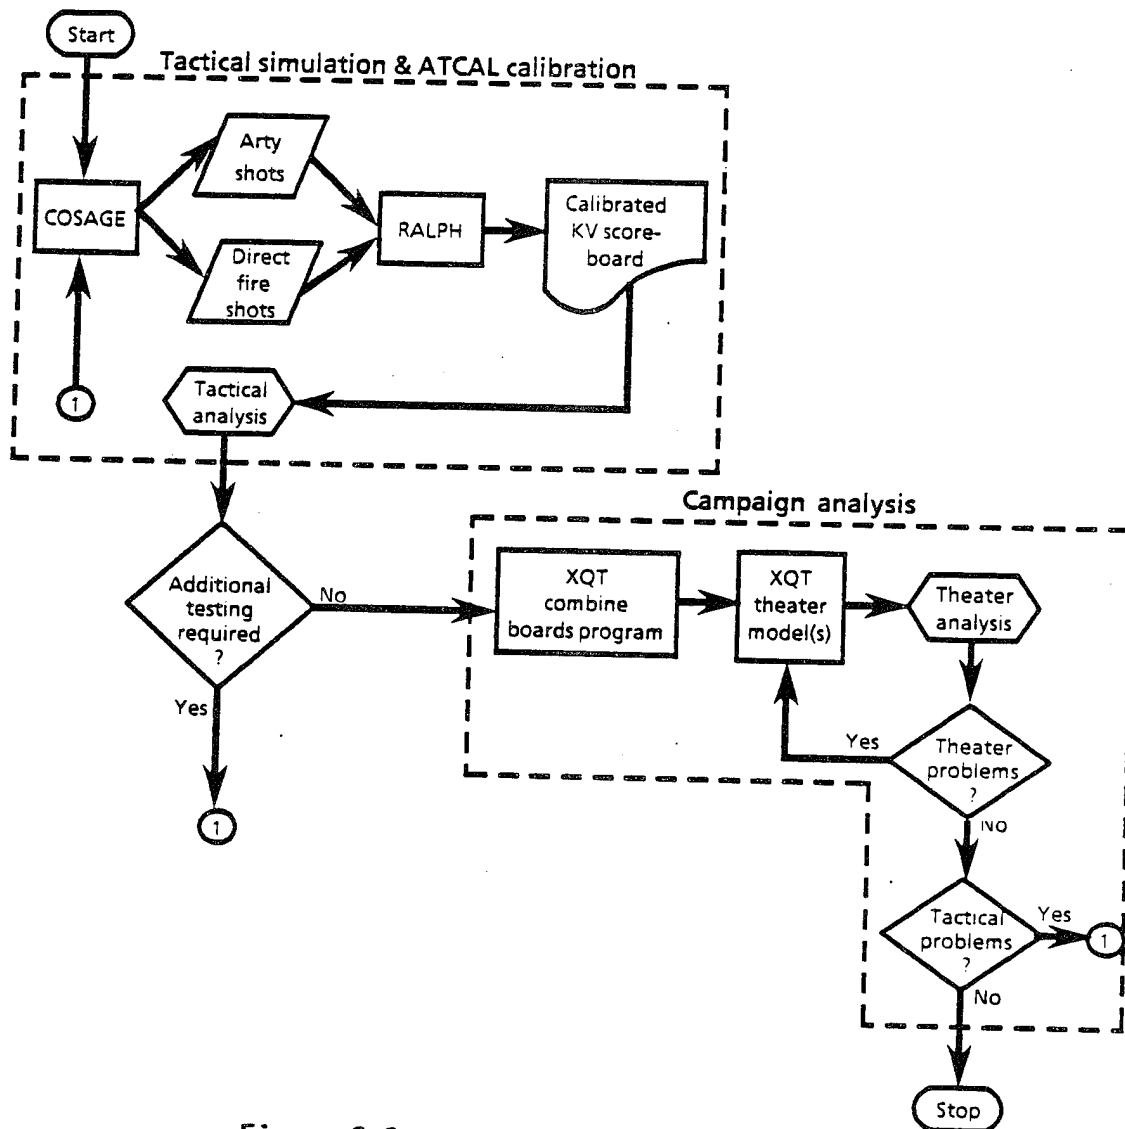 Start
Tactical simulation & ATCAL calibration
Arty
shots
COSAGE
Direct
fire
shots
RALPH
Calibrated
KV score-
board
1
Tactical
analysis
Additional
testing
required
?
No
Yes
1
Campaign analysis
XQT
combine
boards program
XQT
theater
model(s)
Theater
analysis
Theater
problems
?
Yes
No
Tactical
problems
?
Yes
1
No
Stop